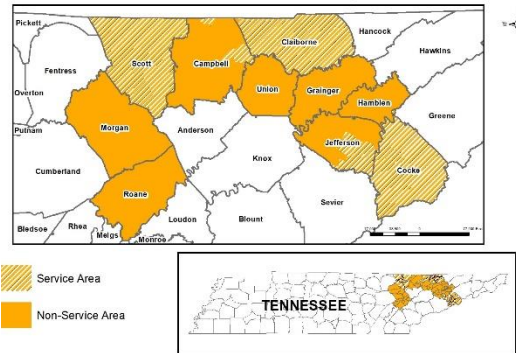 Pickett
Hancock
Scott
Claiborne
Hawkins
Campbell
Fentress
Union
Grainger
Overton
Hamblen
Greene
Putnam
Morgan
Anderson
Jefferson
Knox
Cumberland
Cocke
Roane
Sevier
Loudon
Blount
Rhea
Bledsoe
Meigs
Monroe
Service Area
Non-Service Area
TENNESSEE